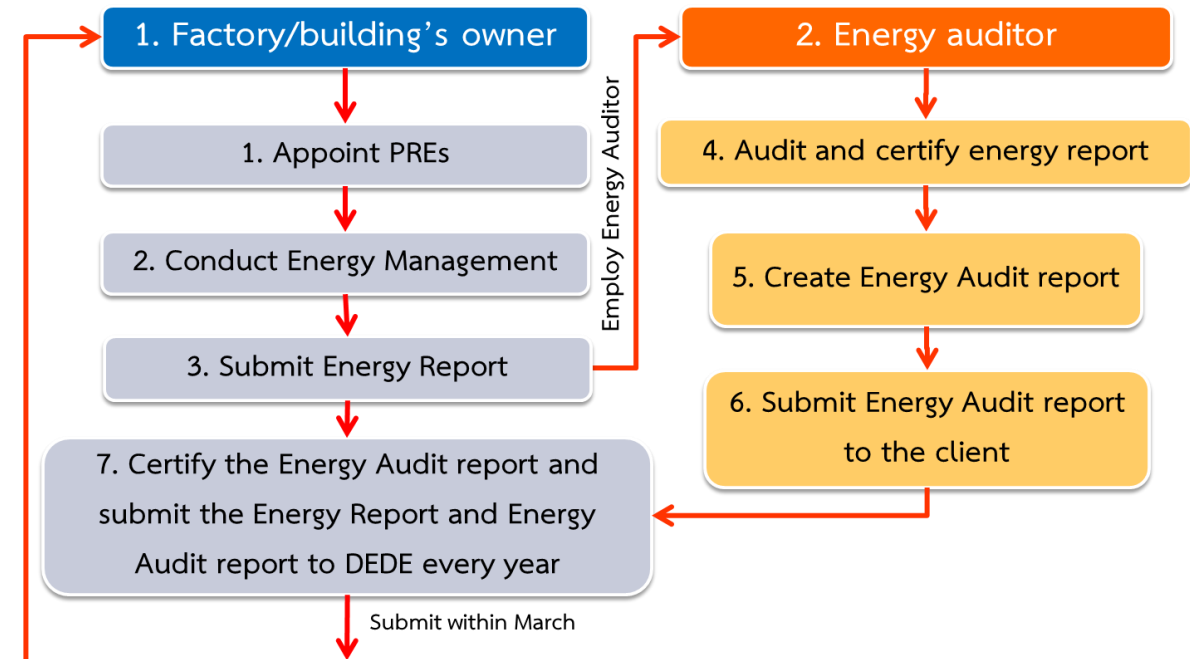 1. Factory/building's owner
1. Appoint PREs
2. Conduct Energy Management
3. Submit Energy Report
Employ Energy Auditor
2. Energy auditor
4. Audit and certify energy report
5. Create Energy Audit report
6. Submit Energy Audit report
to the client
7. Certify the Energy Audit report and
submit the Energy Report and Energy
Audit report to DEDE every year
Submit within March